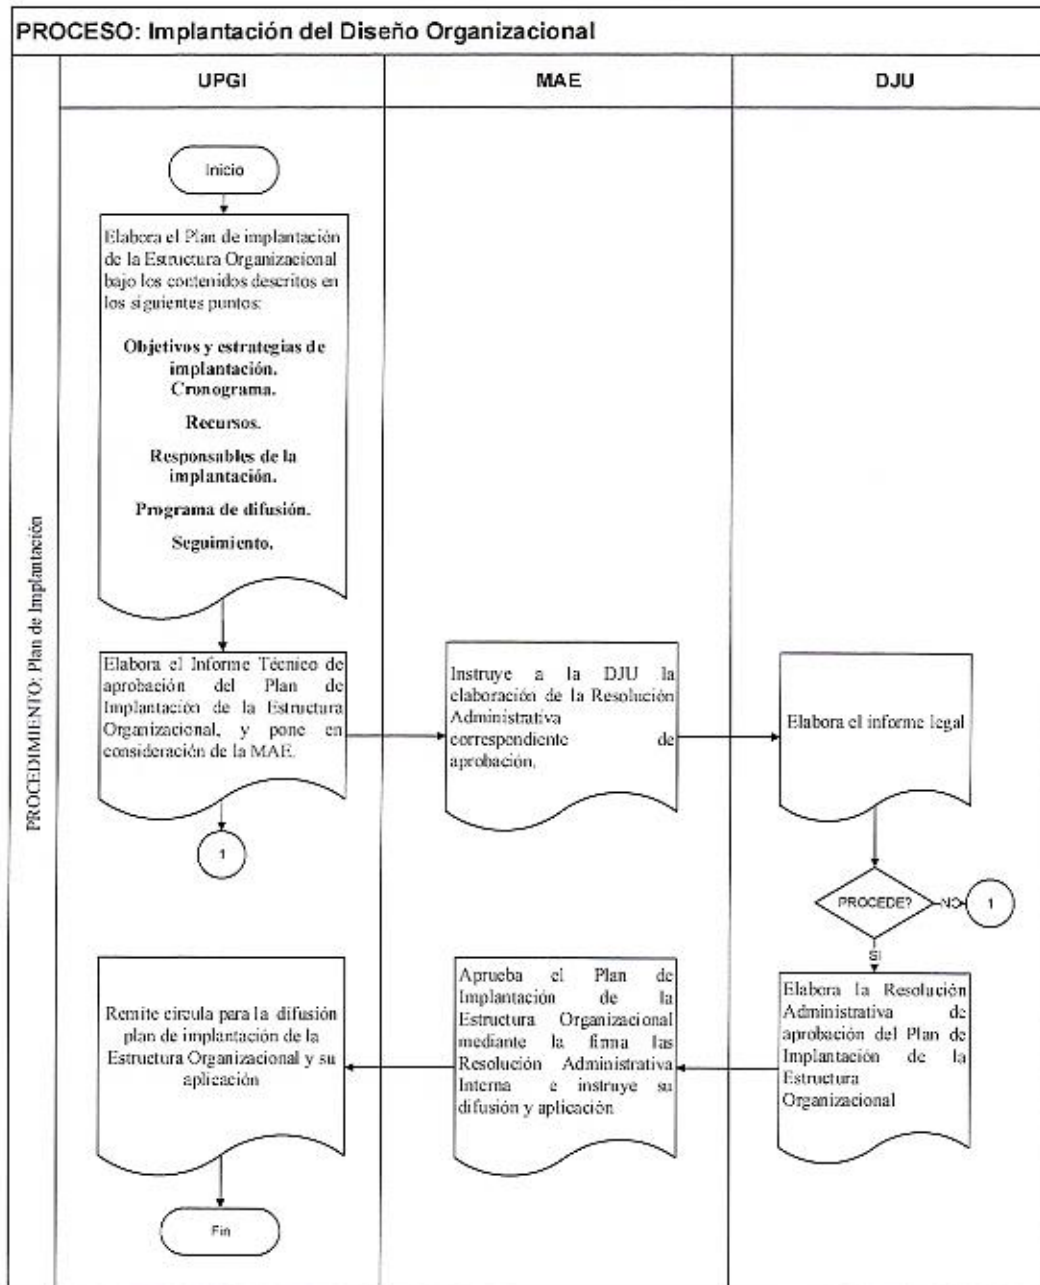 PROCESO: Implantación del Diseño Organizacional
UPGI
MAE
DJU
PROCEDIMIENTO: Plan de Implantación
Inicio
Elabora el Plan de implantación
de la Estructura Organizacional
bajo los contenidos descritos en
los siguientes puntos:
Objetivos y estrategias de
implantación.
Cronograma.
Recursos.
Responsables de la
implantación.
Programa de difusión.
Seguimiento.
Elabora el Informe Técnico de
aprobación del Plan de
Implantación de la Estructura
Organizacional, y pone en
consideración de la MAE.
1
Instruye a la DJU la
elaboración de la Resolución
Administrativa
correspondiente de
aprobación.
Elabora el informe legal
PROCEDE?
NO
1
SI
Elabora la Resolución
Administrativa de
aprobación del Plan de
Implantación de la
Estructura
Organizacional
Aprueba el Plan de
Implantación de la
Estructura Organizacional
mediante la firma las
Resolución Administrativa
Interna e instruye su
difusión y aplicación
Remite circula para la difusión
plan de implantación de la
Estructura Organizacional y su
aplicación
Fin